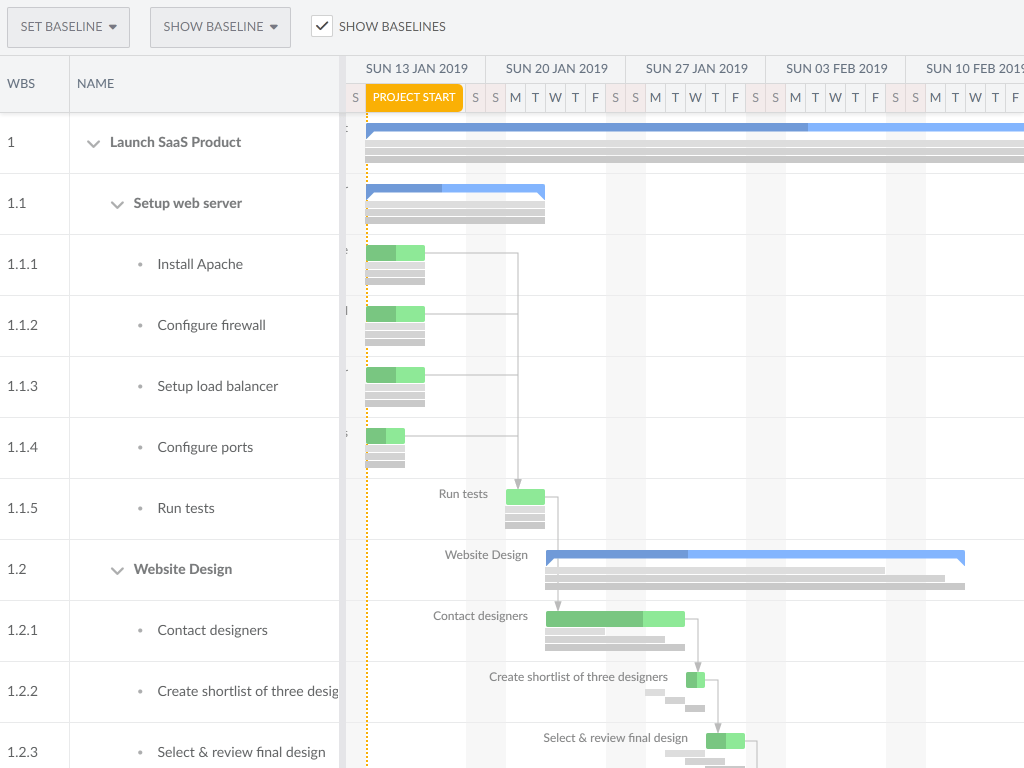 SET BASELINE
SHOW BASELINE
SHOW BASELINES
WBS
NAME
SUN 13 JAN 2019
SUN 20 JAN 2019
SUN 27 JAN 2019
SUN 03 FEB 2019
SUN 10 FEB 2019
S PROJECT START S S M T W T F S S M T W T F S S M T W T F S S M T W T F
1 Launch SaaS Product
1.1 Setup web server
1.1.1 Install Apache
1.1.2 Configure firewall
1.1.3 Setup load balancer
1.1.4 Configure ports
1.1.5 Run tests
Run tests
1.2 Website Design
Website Design
1.2.1 Contact designers
Contact designers
1.2.2 Create shortlist of three desig
Create shortlist of three designers
1.2.3 Select & review final design
Select & review final design